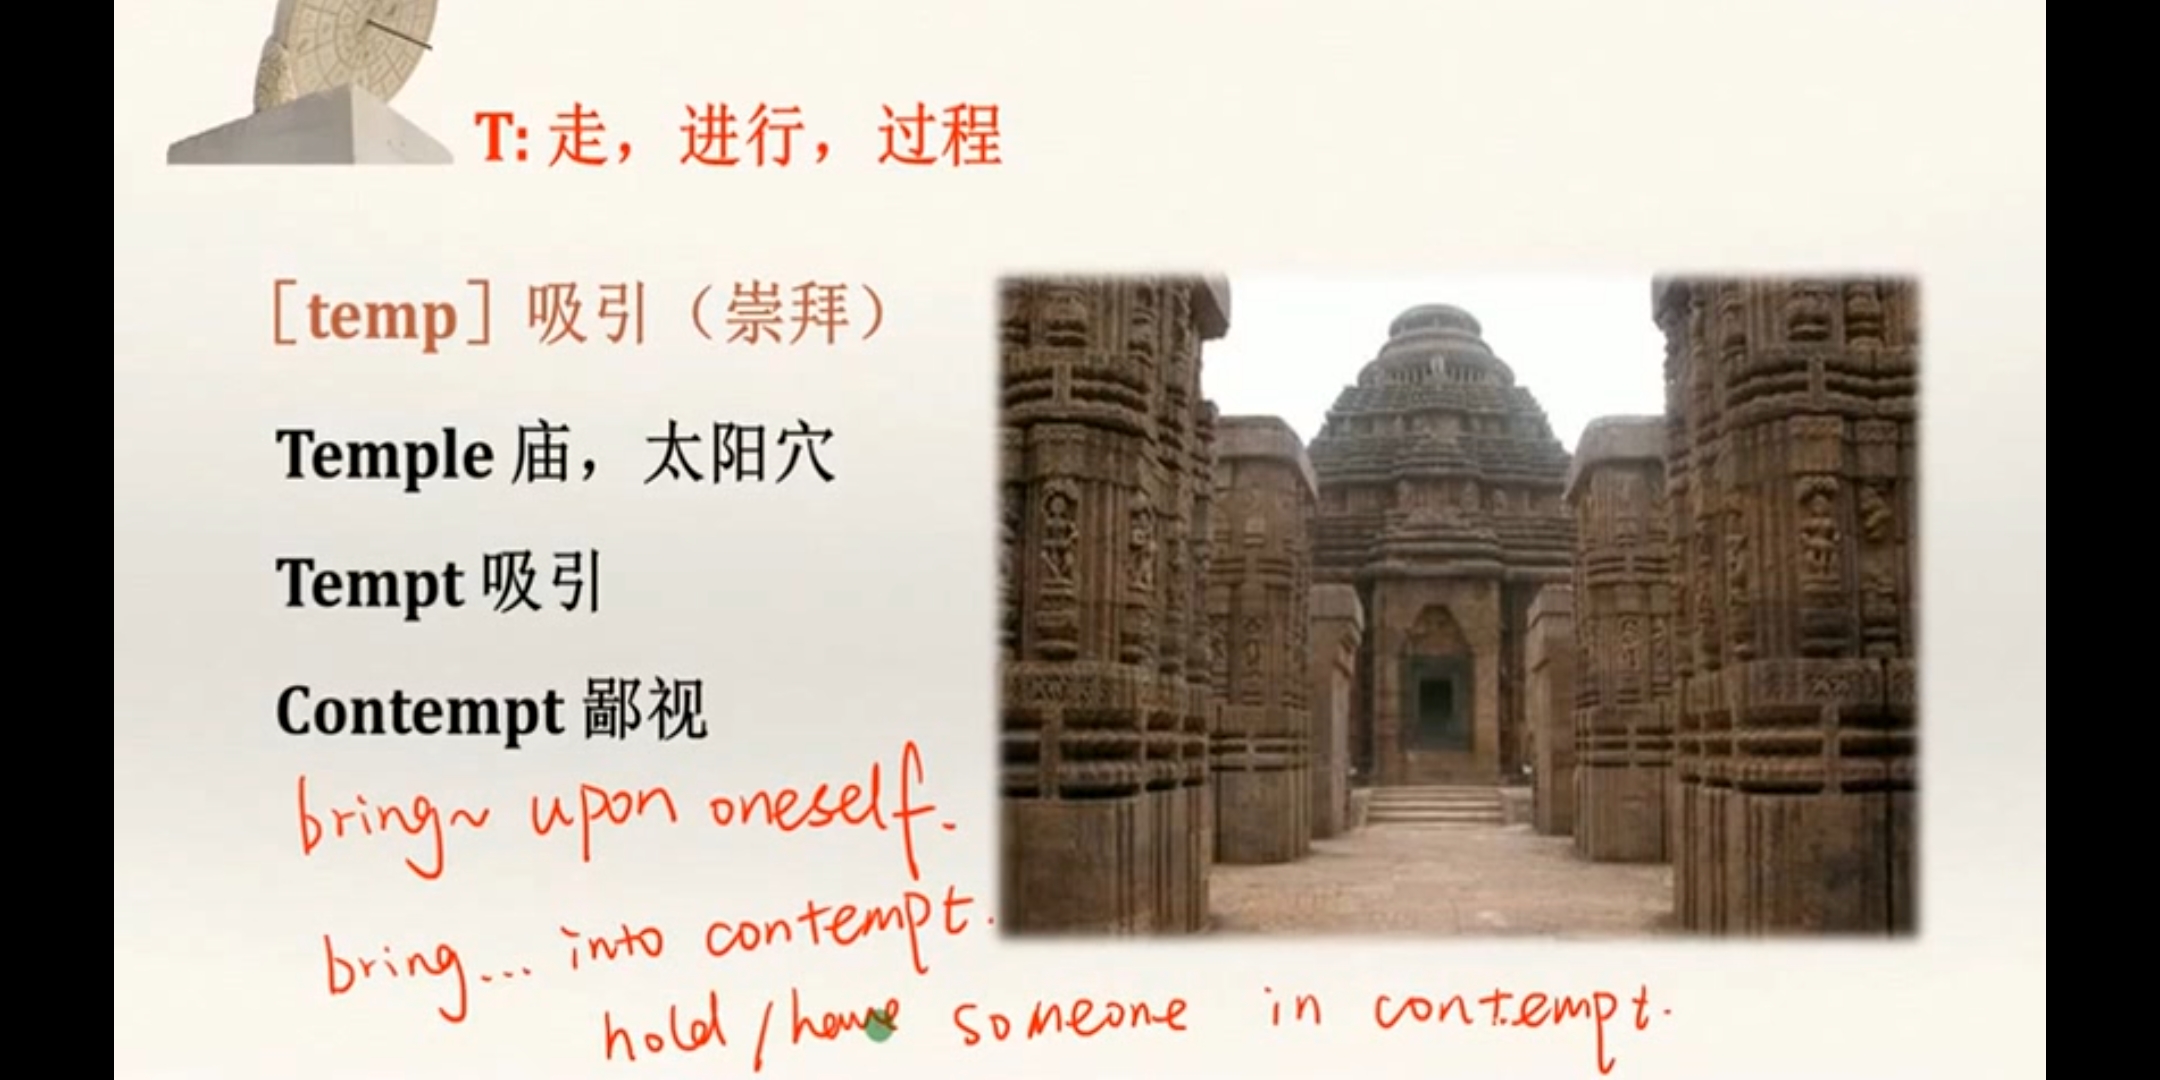 T: 走，进行，过程
［temp］吸引（崇拜）
Temple 庙，太阳穴
Tempt 吸引
Contempt 鄙视
bring~ upon oneself.
bring... into contempt.
hold / have someone in contempt.